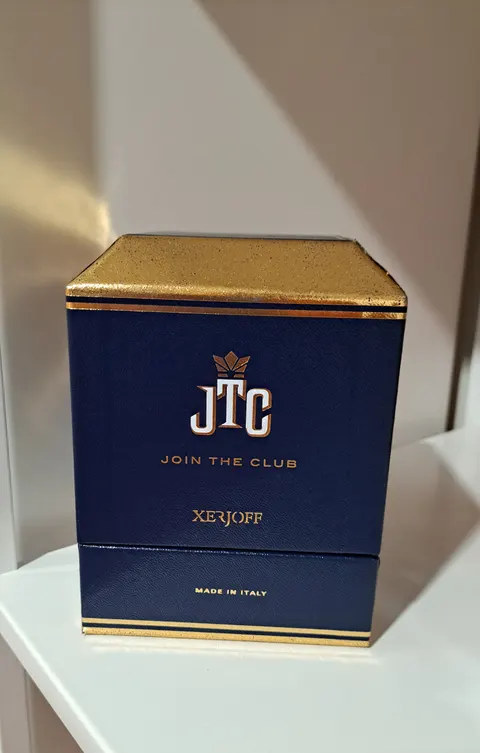 JTC
JOIN THE CLUB
XERJOFF
MADE IN ITALY